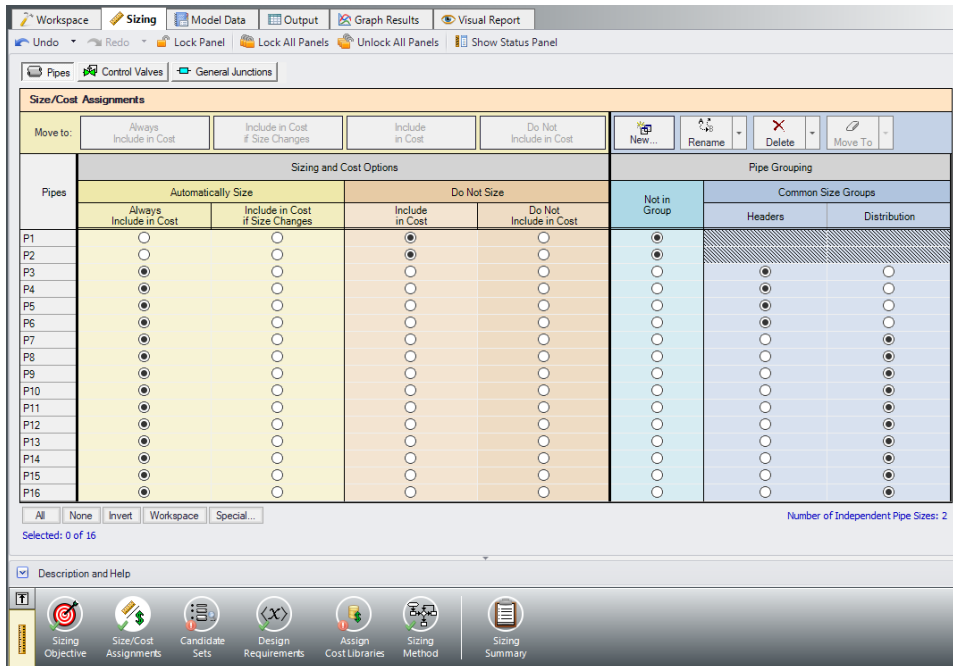 Workspace Sizing Model Data Output Graph Results Visual Report
Undo Redo Lock Panel Lock All Panels Unlock All Panels Show Status Panel
Pipes Control Valves General Junctions
Size/Cost Assignments
Move to:
Always
Include in Cost
Include in Cost
if Size Changes
Include
in Cost
Do Not
Include in Cost
New...
Rename
Delete
Move To
Pipes
Sizing and Cost Options
Pipe Grouping
Automatically Size
Do Not Size
Not in
Group
Common Size Groups
Always
Include in Cost
Include in Cost
if Size Changes
Include
in Cost
Do Not
Include in Cost
Headers
Distribution
P1
P2
P3
P4
P5
P6
P7
P8
P9
P10
P11
P12
P13
P14
P15
P16
All None Invert Workspace Special...
Number of Independent Pipe Sizes: 2
Selected: 0 of 16
Description and Help
Sizing
Objective
Size/Cost
Assignments
Candidate
Sets
Design
Requirements
Assign
Cost Libraries
Sizing
Method
Sizing
Summary